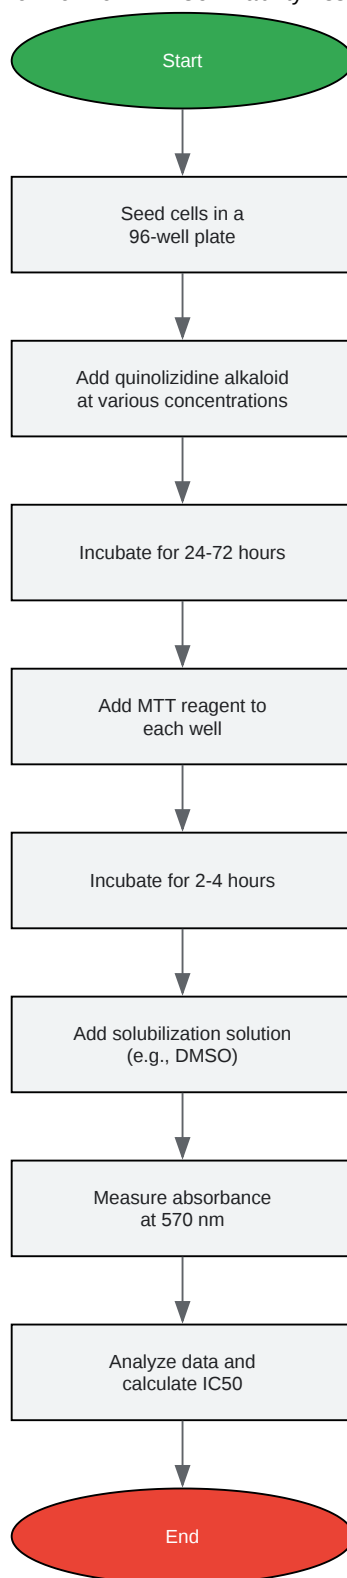 Start
Seed cells in a
96-well plate
Add quinolizidine alkaloid
at various concentrations
Incubate for 24-72 hours
Add MTT reagent to
each well
Incubate for 2-4 hours
Add solubilization solution
(e.g., DMSO)
Measure absorbance
at 570 nm
Analyze data and
calculate IC50
End